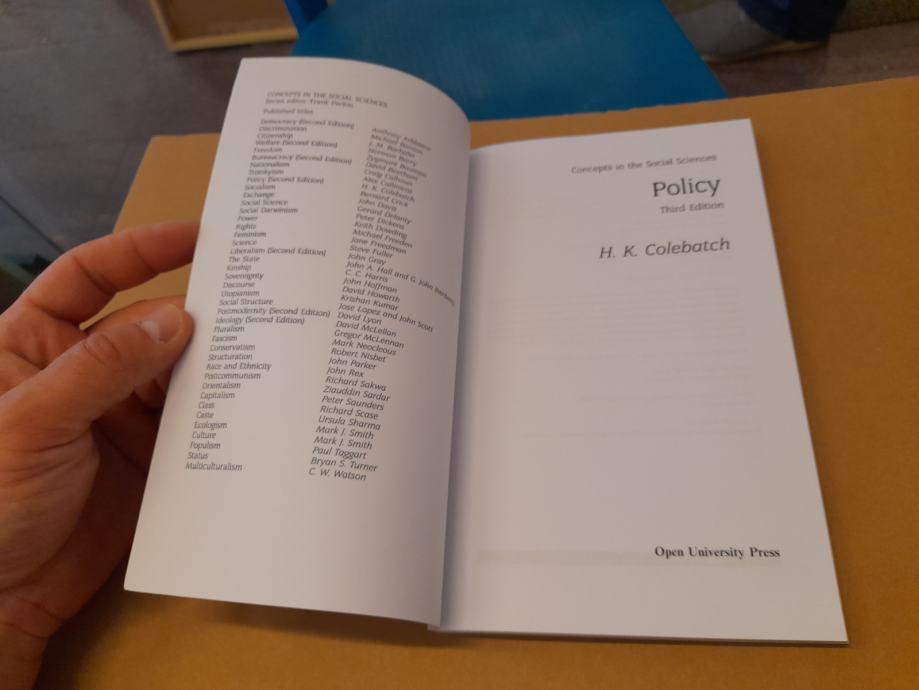 CONCEPTS IN THE SOCIAL SCIENCES
Series editor: Frank Parkin
Published titles
Democracy (Second Edition) Anthony Arblaster
Discrimination Michael Banton
Citizenship J. M. Barbalet
Welfare (Second Edition) Norman Barry
Freedom Zygmunt Bauman
Bureaucracy (Second Edition) David Beetham
Nationalism Craig Calhoun
Trotskyism Alex Callinicos
Policy (Second Edition) H. K. Colebatch
Socialism Bernard Crick
Exchange John Davis
Social Science Gerard Delanty
Social Darwinism Peter Dickens
Power Keith Dowding
Rights Michael Freeden
Feminism Jane Freedman
Science Steve Fuller
Liberalism (Second Edition) John Gray
The State John A. Hall and G. John Ikenberry
Kinship C. C. Harris
Sovereignty John Hoffman
Discourse David Howarth
Utopianism Krishan Kumar
Social Structure Jose Lopez and John Scott
Postmodernity (Second Edition) David Lyon
Ideology (Second Edition) David McLellan
Pluralism Gregor McLennan
Fascism Mark Neocleous
Conservatism Robert Nisbet
Structuration John Parker
Race and Ethnicity John Rex
Postcommunism Richard Sakwa
Orientalism Ziauddin Sardar
Capitalism Peter Saunders
Class Richard Scase
Caste Ursula Sharma
Ecologism Mark J. Smith
Culture Mark J. Smith
Populism Paul Taggart
Status Bryan S. Turner
Multiculturalism C. W. Watson
Concepts in the Social Sciences
Policy
Third Edition
H. K. Colebatch
Open University Press